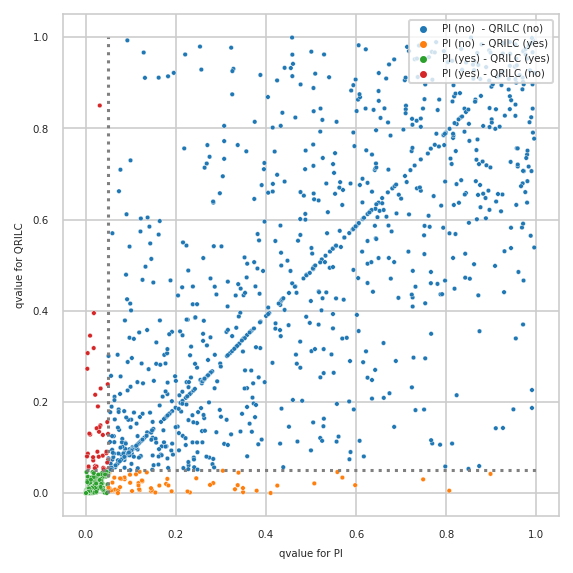 PI (no)  - QRILC (no)
PI (no)  - QRILC (yes)
PI (yes) - QRILC (yes)
PI (yes) - QRILC (no)
1.0
0.8
0.6
0.4
0.2
0.0
qvalue for QRILC
0.0 0.2 0.4 0.6 0.8 1.0
qvalue for PI